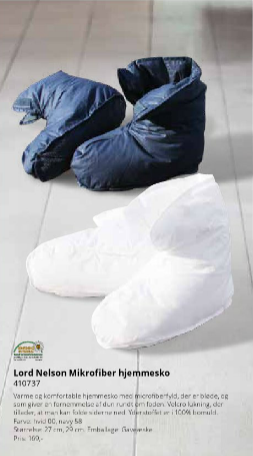 Lord Nelson Mikrofiber hjemmesko
410737
Varme og komfortable hjemmesko med microfiberfyld, der er bløde, og
som giver en fornemmelse af dun rundt om foden. Velcro lukning, der
tillader, at man kan folde siderne ned. Yderstoffet er i 100% bomuld.
Farve: hvid 00, navy 58
Størrelse: 27 cm, 29 cm. Emballage: Gaveæske
Pris: 169,-